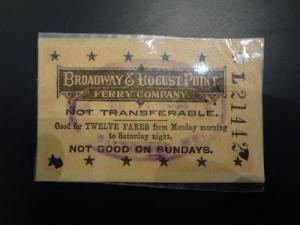 BROADWAY & LOCUST POINT
FERRY COMPANY.
NOT TRANSFERABLE.
Good for TWELVE FARES from Monday morning
to Saturday night.
NOT GOOD ON SUNDAYS.
L21442